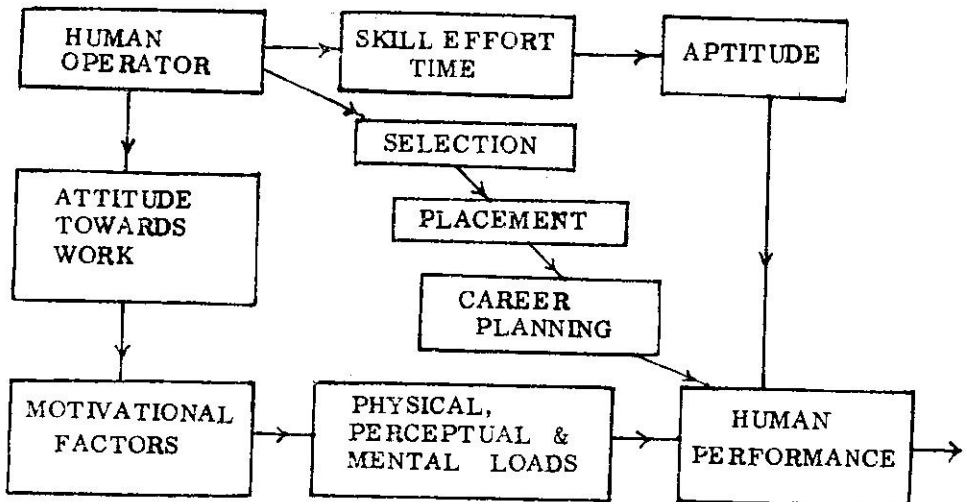 HUMAN
OPERATOR
SKILL EFFORT
TIME
APTITUDE
SELECTION
ATTITUDE
TOWARDS
WORK
PLACEMENT
CAREER
PLANNING
MOTIVATIONAL
FACTORS
PHYSICAL,
PERCEPTUAL &
MENTAL LOADS
HUMAN
PERFORMANCE